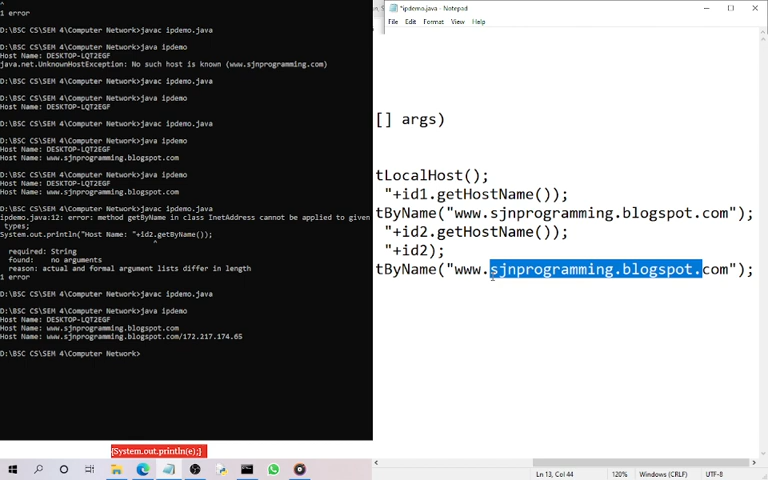 ^
1 error
D:\BSC CS\SEM 4\Computer Network>javac ipdemo.java
D:\BSC CS\SEM 4\Computer Network>java ipdemo
Host Name: DESKTOP-LQT2EGF
java.net.UnknownHostException: No such host is known (www.sjnprogramming.com)
D:\BSC CS\SEM 4\Computer Network>javac ipdemo.java
D:\BSC CS\SEM 4\Computer Network>java ipdemo
Host Name: DESKTOP-LQT2EGF
D:\BSC CS\SEM 4\Computer Network>javac ipdemo.java
D:\BSC CS\SEM 4\Computer Network>java ipdemo
Host Name: DESKTOP-LQT2EGF
Host Name: www.sjnprogramming.blogspot.com
D:\BSC CS\SEM 4\Computer Network>java ipdemo
Host Name: DESKTOP-LQT2EGF
Host Name: www.sjnprogramming.blogspot.com
D:\BSC CS\SEM 4\Computer Network>javac ipdemo.java
ipdemo.java:12: error: method getByName in class InetAddress cannot be applied to given
types;
System.out.println("Host Name: "+id2.getByName());
^
required: String
found: no arguments
reason: actual and formal argument lists differ in length
1 error
D:\BSC CS\SEM 4\Computer Network>javac ipdemo.java
D:\BSC CS\SEM 4\Computer Network>java ipdemo
Host Name: DESKTOP-LQT2EGF
Host Name: www.sjnprogramming.blogspot.com
Host Name: www.sjnprogramming.blogspot.com/172.217.174.65
D:\BSC CS\SEM 4\Computer Network>
*ipdemo.java - Notepad
File Edit Format View Help
[] args)
tLocalHost();
"+id1.getHostName());
tByName("www.sjnprogramming.blogspot.com");
"+id2.getHostName());
"+id2);
tByName("www.sjnprogramming.blogspot.com");
Ln 13, Col 44 120% Windows (CRLF) UTF-8
{System.out.println(e);}